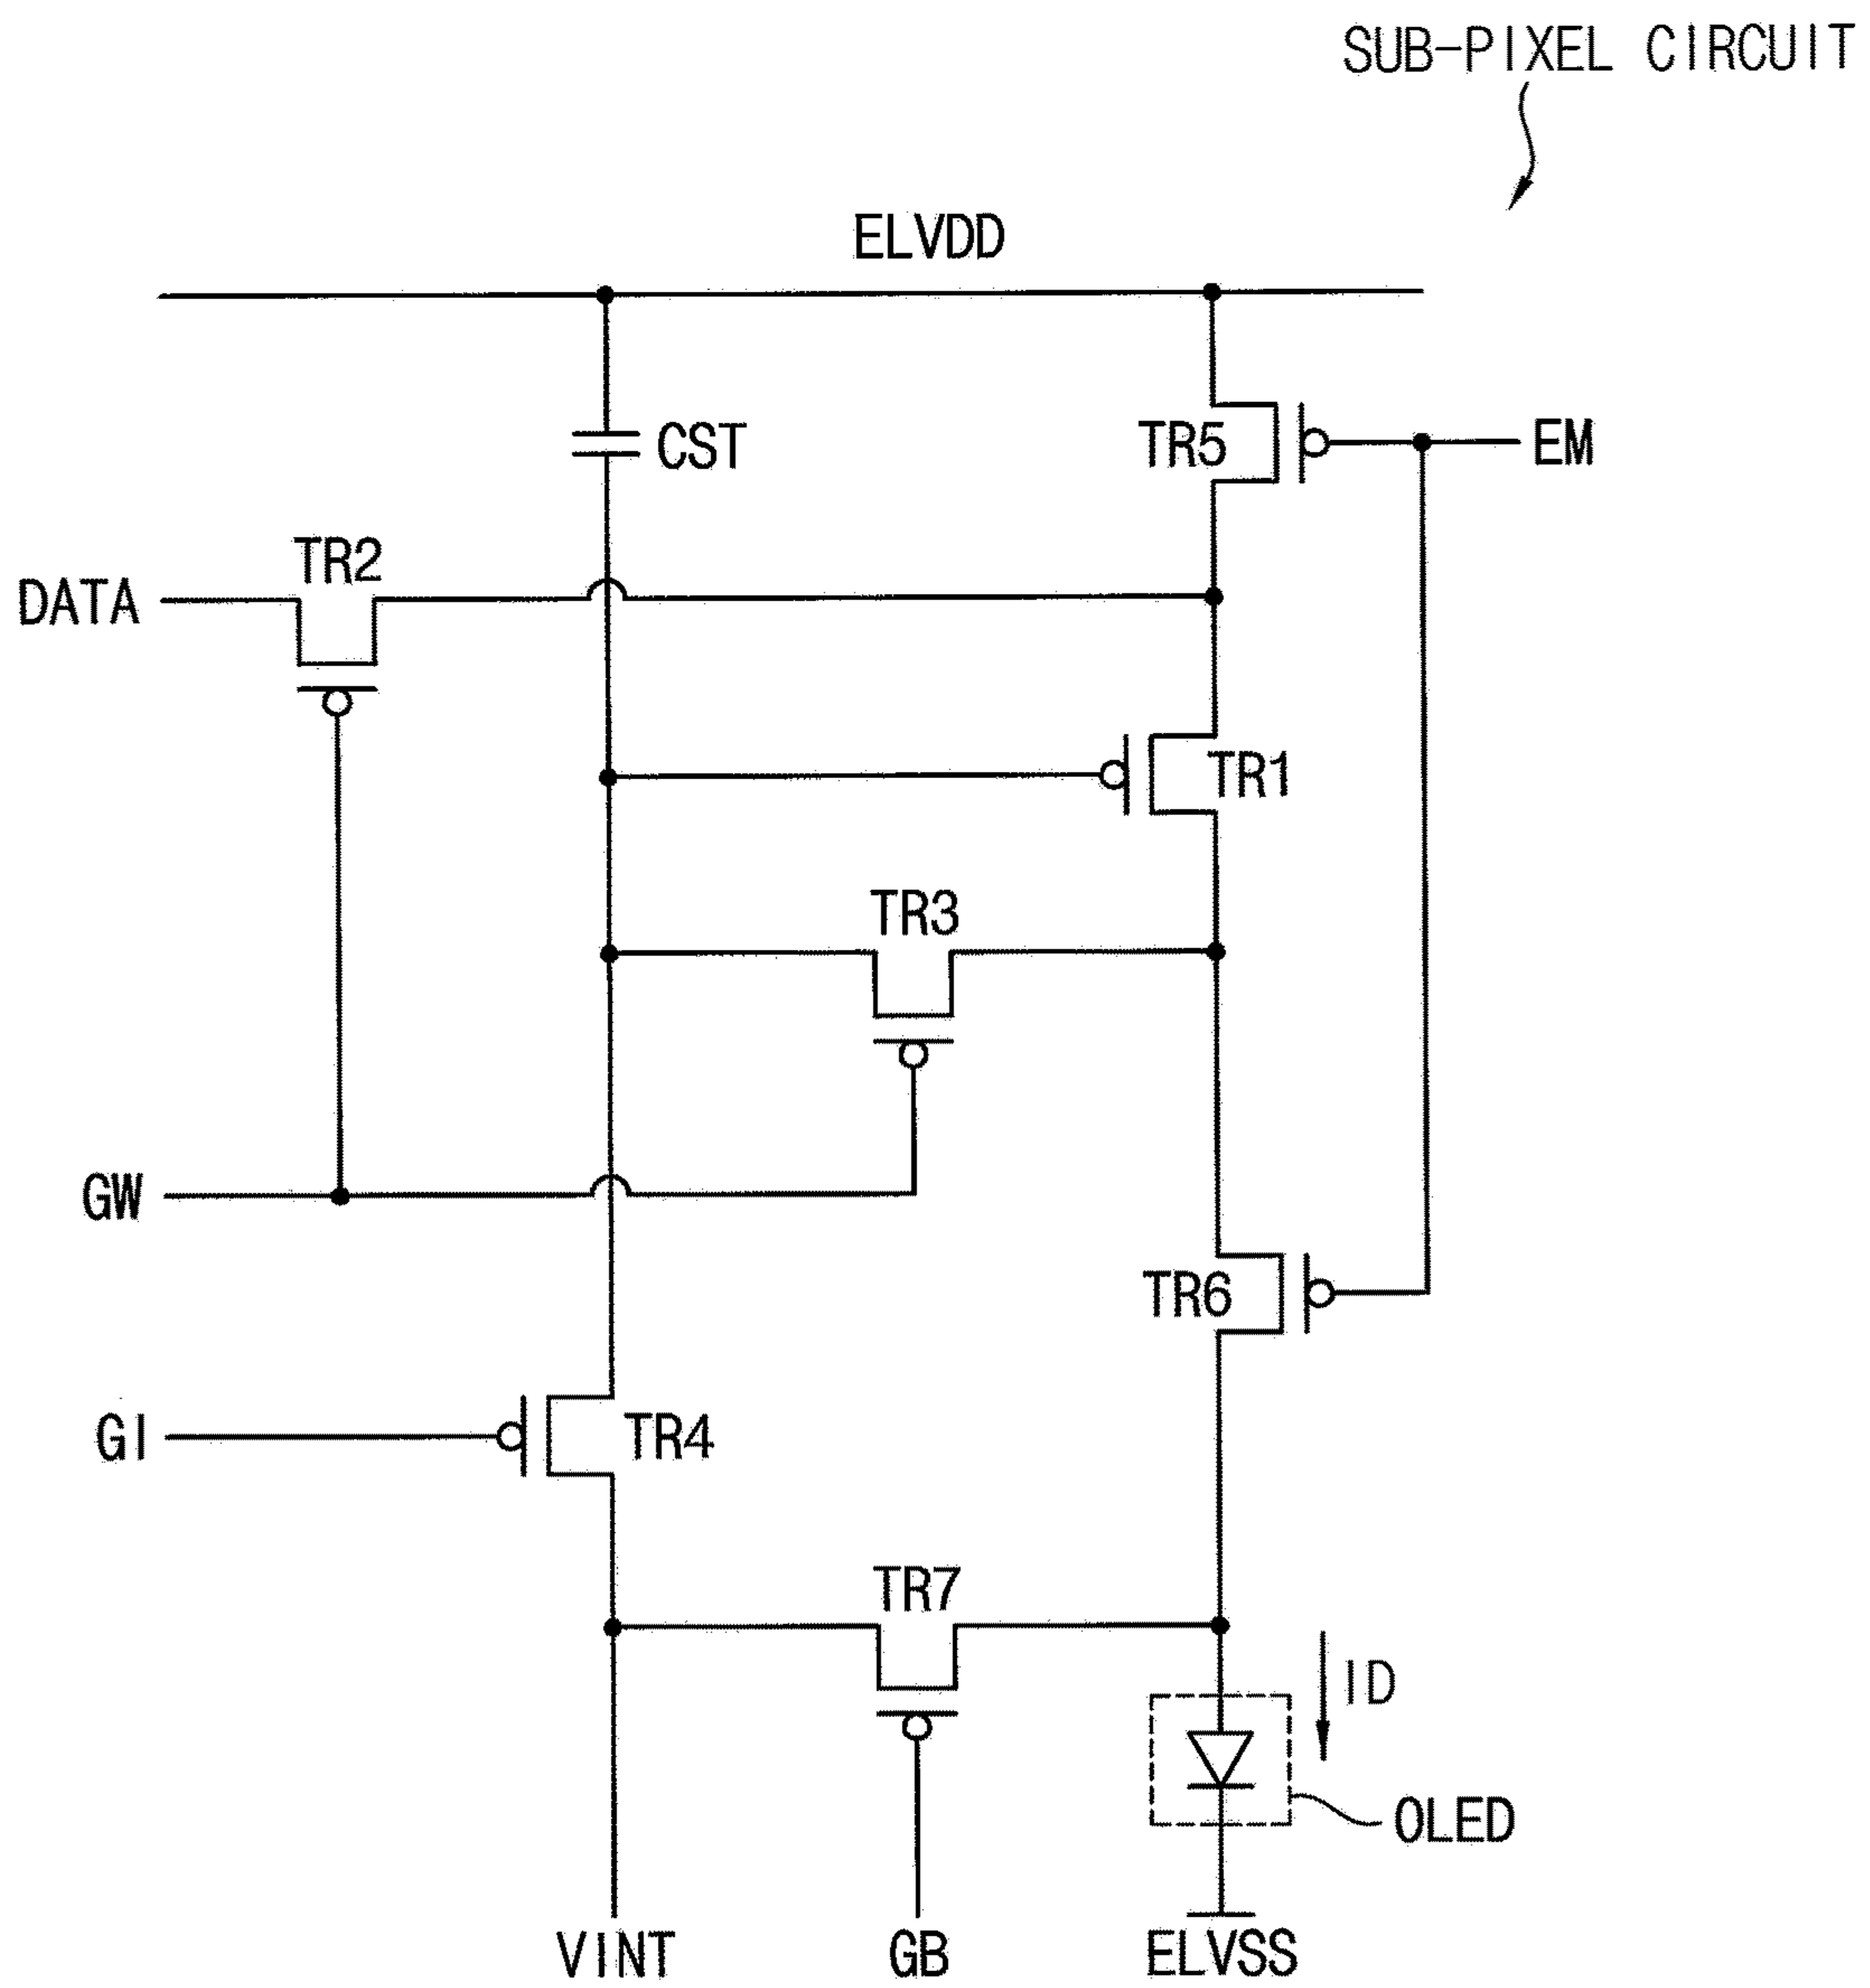 SUB-PIXEL CIRCUIT
ELVDD
CST
TR5
EM
TR2
DATA
TR1
TR3
GW
TR6
GI
TR4
TR7
ID
OLED
VINT
GB
ELVSS